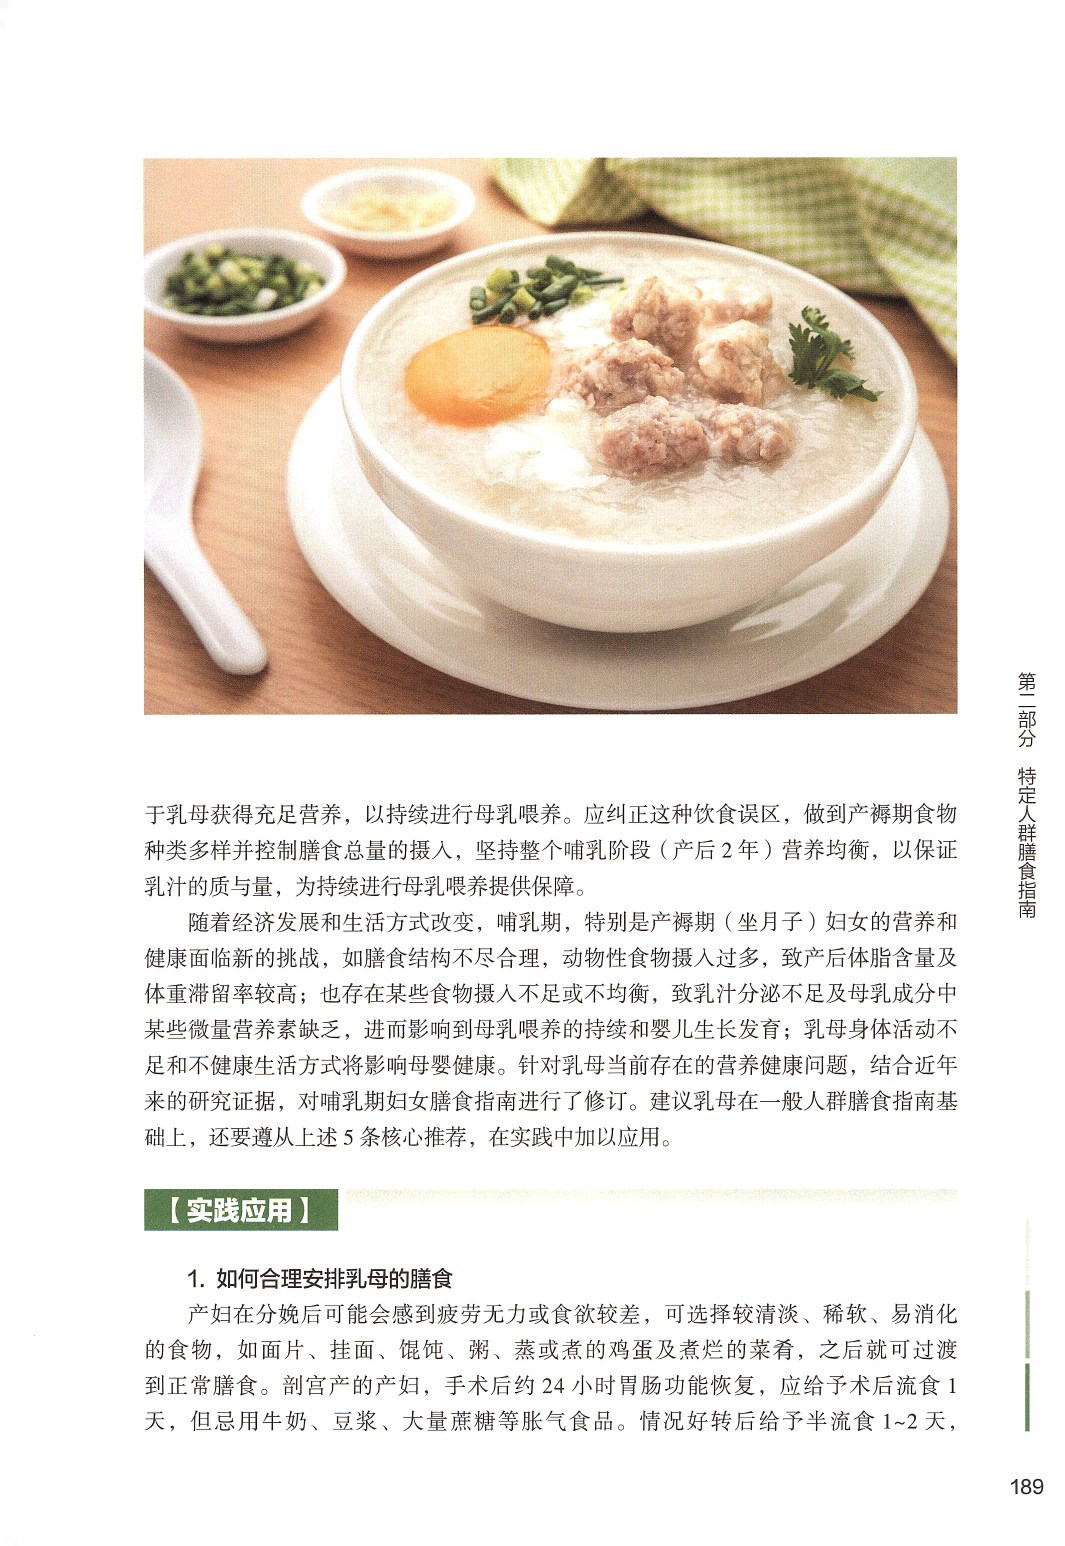 于乳母获得充足营养，以持续进行母乳喂养。应纠正这种饮食误区，做到产褥期食物
种类多样并控制膳食总量的摄入，坚持整个哺乳阶段（产后 2 年）营养均衡，以保证
乳汁的质与量，为持续进行母乳喂养提供保障。
随着经济发展和生活方式改变，哺乳期，特别是产褥期（坐月子）妇女的营养和
健康面临新的挑战，如膳食结构不尽合理，动物性食物摄入过多，致产后体脂含量及
体重滞留率较高；也存在某些食物摄入不足或不均衡，致乳汁分泌不足及母乳成分中
某些微量营养素缺乏，进而影响到母乳喂养的持续和婴儿生长发育；乳母身体活动不
足和不健康生活方式将影响母婴健康。针对乳母当前存在的营养健康问题，结合近年
来的研究证据，对哺乳期妇女膳食指南进行了修订。建议乳母在一般人群膳食指南基
础上，还要遵从上述 5 条核心推荐，在实践中加以应用。
【实践应用】
1. 如何合理安排乳母的膳食
产妇在分娩后可能会感到疲劳无力或食欲较差，可选择较清淡、稀软、易消化
的食物，如面片、挂面、馄饨、粥、蒸或煮的鸡蛋及煮烂的菜肴，之后就可过渡
到正常膳食。剖宫产的产妇，手术后约 24 小时胃肠功能恢复，应给予术后流食 1
天，但忌用牛奶、豆浆、大量蔗糖等胀气食品。情况好转后给予半流食 1~2 天，
第二部分 特定人群膳食指南
189